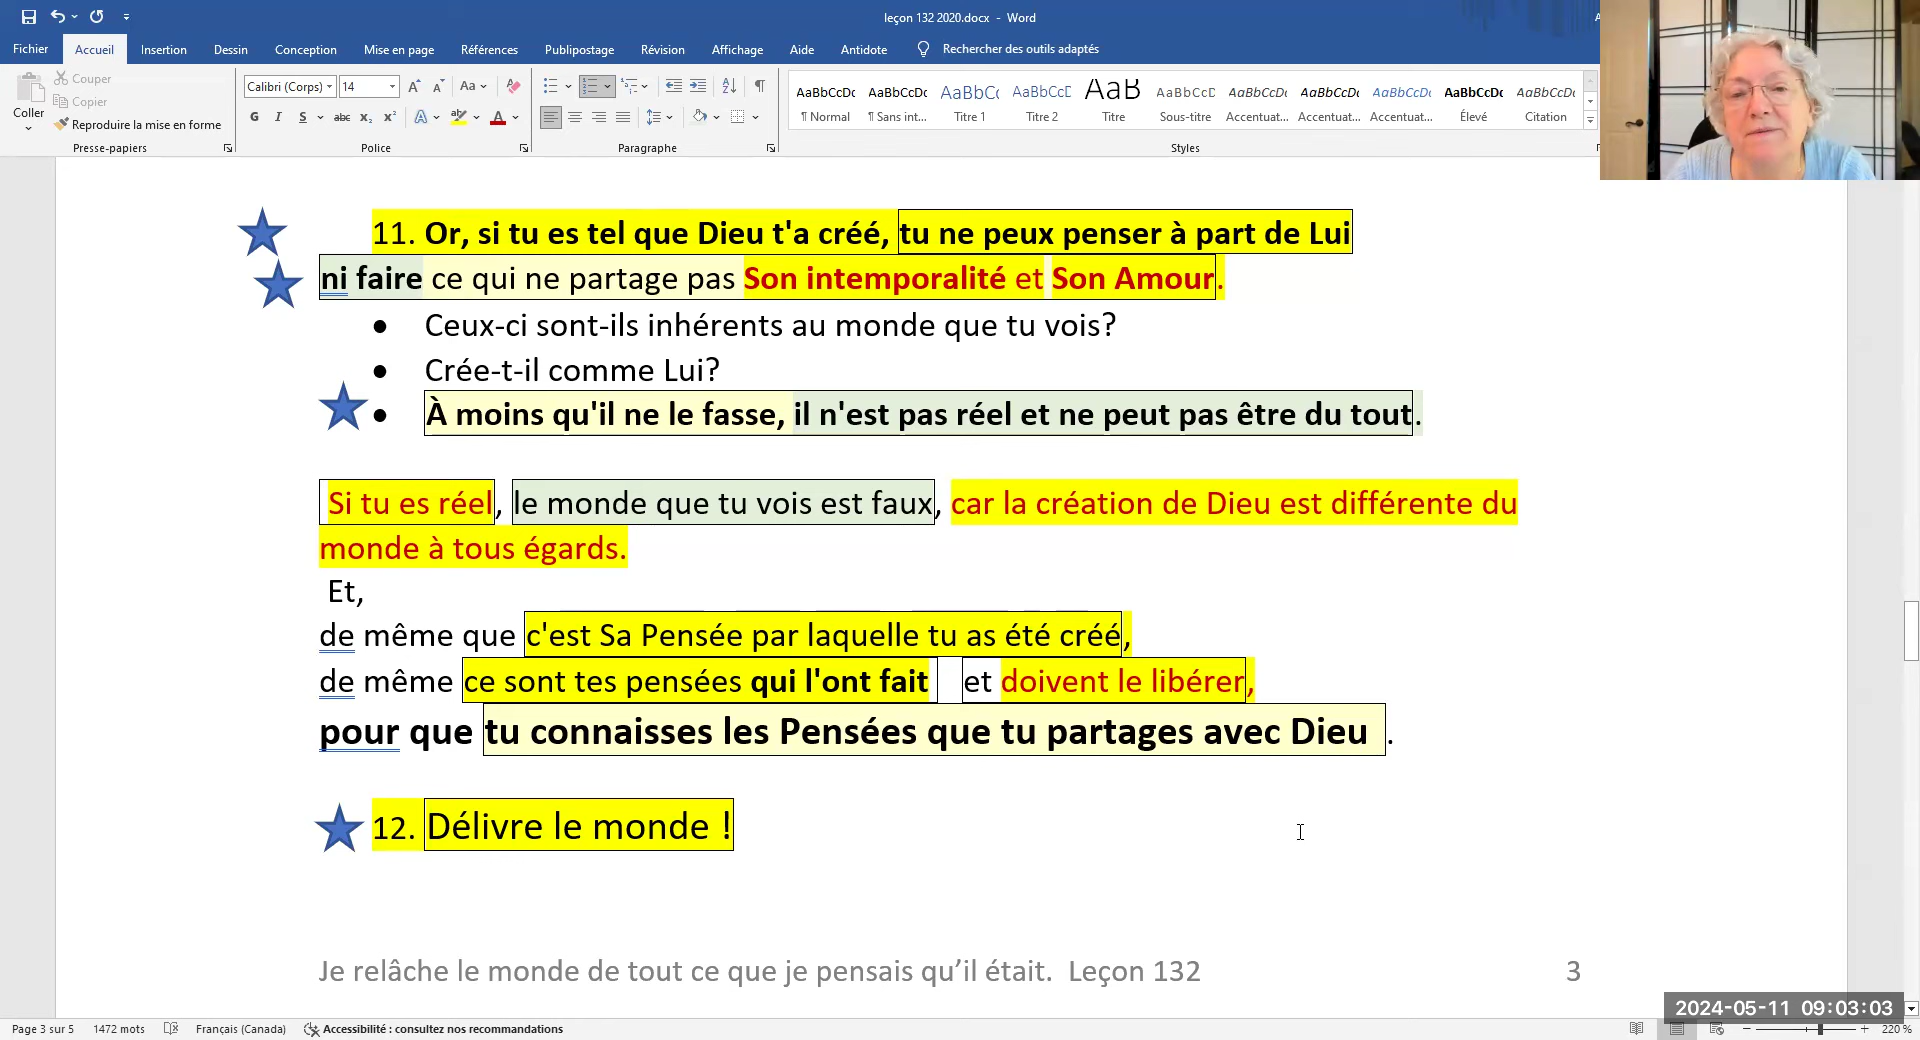 leçon 132 2020.docx - Word
Fichier Accueil Insertion Dessin Conception Mise en page Références Publipostage Révision Affichage Aide Antidote Rechercher des outils adaptés
Coller
Couper
Copier
Reproduire la mise en forme
Presse-papiers
Calibri (Corps) 14
G I S abc x₂ x²
Police
Paragraphe
AaBbCcDc AaBbCcDc AaBbCc AaBbCcD AaB AaBbCcD AaBbCcDc AaBbCcDc AaBbCcDc AaBbCcDc AaBbCcDc
¶ Normal ¶ Sans int... Titre 1 Titre 2 Titre Sous-titre Accentuat... Accentuat... Accentuat... Élevé Citation
Styles
11. Or, si tu es tel que Dieu t'a créé, tu ne peux penser à part de Lui
ni faire ce qui ne partage pas Son intemporalité et Son Amour.
• Ceux-ci sont-ils inhérents au monde que tu vois?
• Crée-t-il comme Lui?
• À moins qu'il ne le fasse, il n'est pas réel et ne peut pas être du tout.
Si tu es réel, le monde que tu vois est faux, car la création de Dieu est différente du
monde à tous égards.
Et,
de même que c'est Sa Pensée par laquelle tu as été créé,
de même ce sont tes pensées qui l'ont fait et doivent le libérer,
pour que tu connaisses les Pensées que tu partages avec Dieu .
12. Délivre le monde !
Je relâche le monde de tout ce que je pensais qu’il était. Leçon 132 3
2024-05-11 09:03:03
Page 3 sur 5 1472 mots Français (Canada) Accessibilité : consultez nos recommandations 220 %